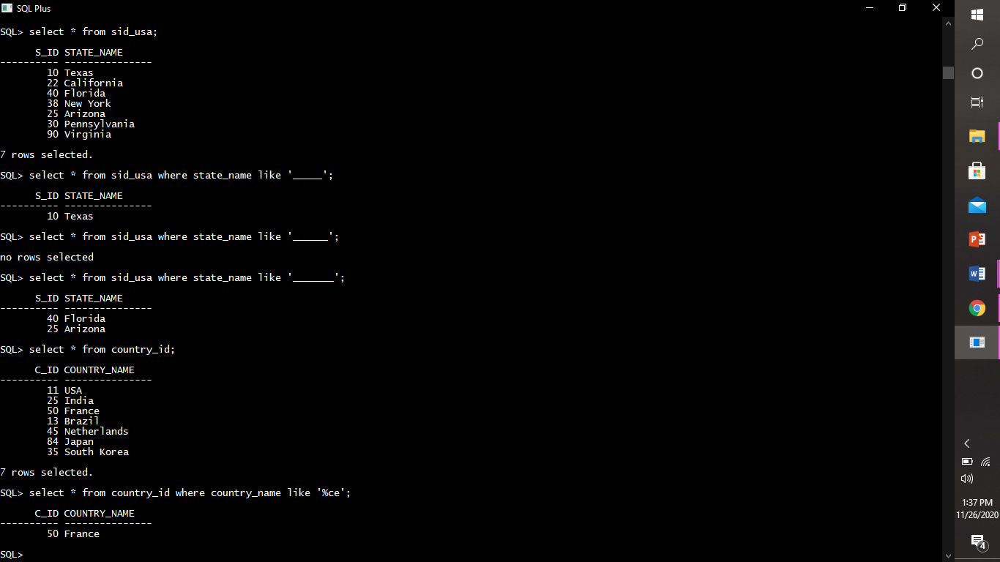 SQL Plus
SQL> select * from sid_usa;
S_ID STATE_NAME
---------- ---------------
10 Texas
22 California
40 Florida
38 New York
25 Arizona
30 Pennsylvania
90 Virginia
7 rows selected.
SQL> select * from sid_usa where state_name like '_____';
S_ID STATE_NAME
---------- ---------------
10 Texas
SQL> select * from sid_usa where state_name like '______';
no rows selected
SQL> select * from sid_usa where state_name like '_______';
S_ID STATE_NAME
---------- ---------------
40 Florida
25 Arizona
SQL> select * from country_id;
C_ID COUNTRY_NAME
---------- ---------------
11 USA
25 India
50 France
13 Brazil
45 Netherlands
84 Japan
35 South Korea
7 rows selected.
SQL> select * from country_id where country_name like '%ce';
C_ID COUNTRY_NAME
---------- ---------------
50 France
SQL>
1:37 PM
11/26/2020
4